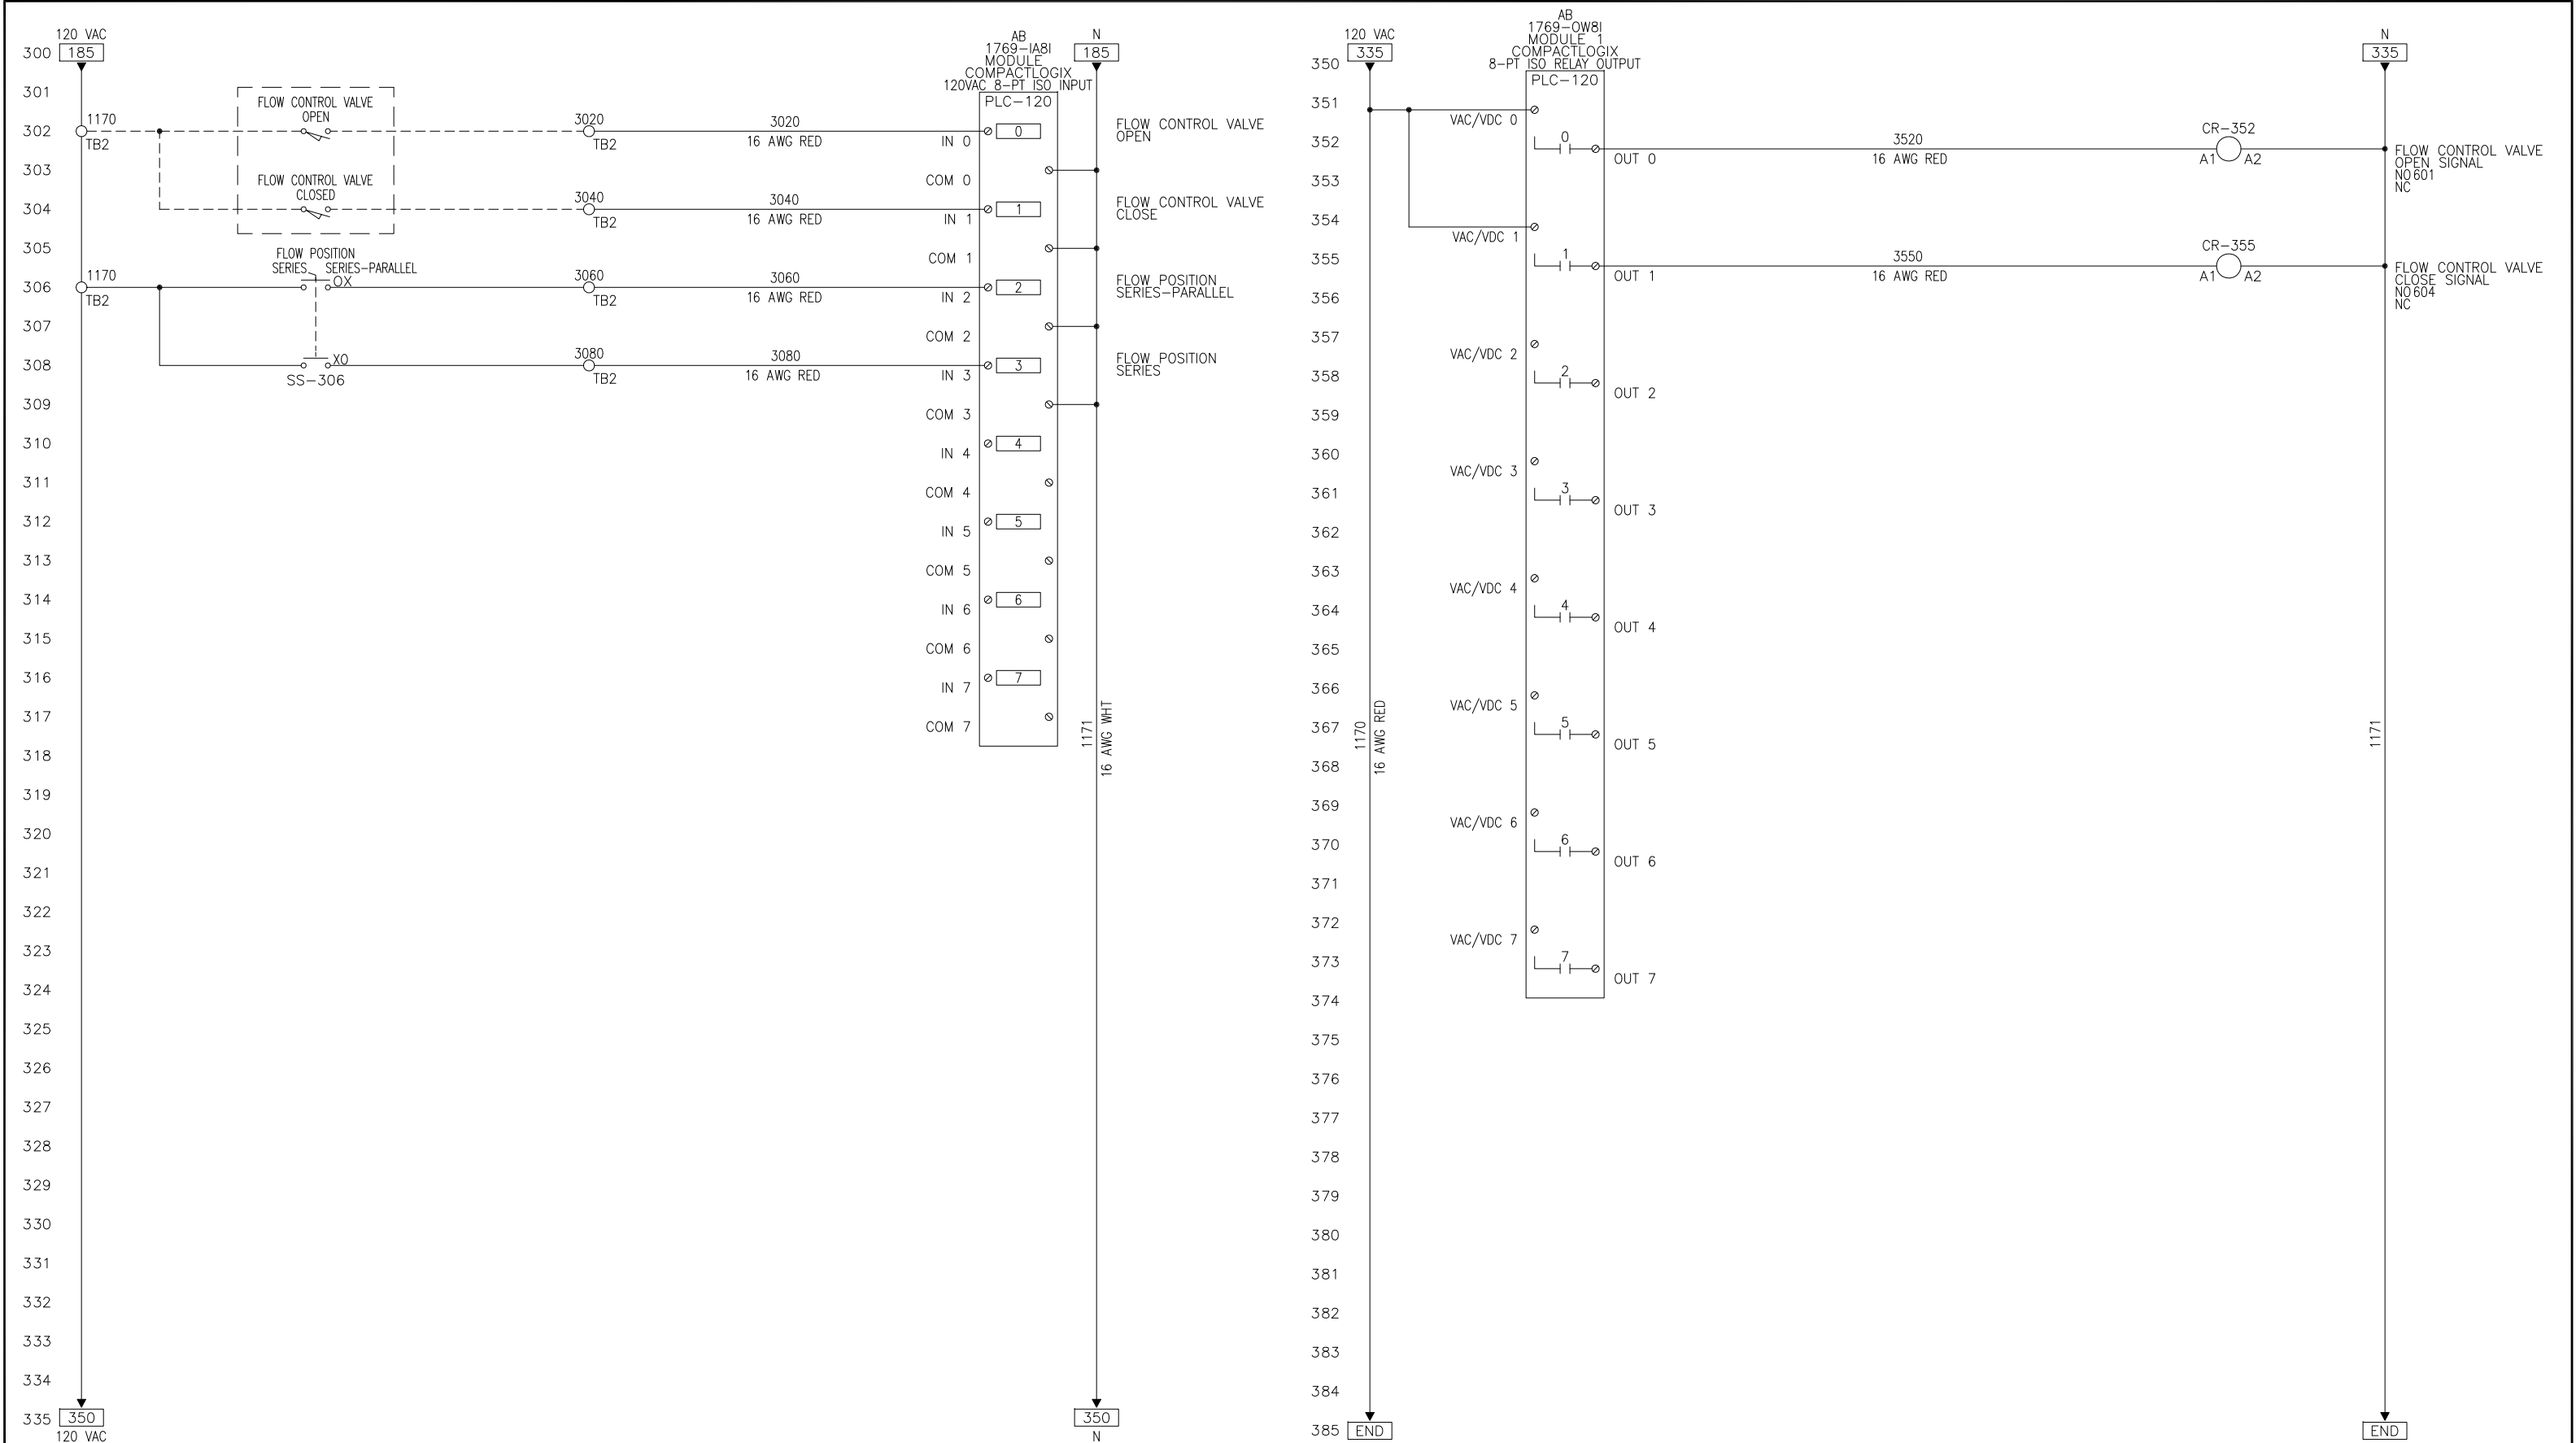 120 VAC
300 185
301
302
303
304
305
306
307
308
309
310
311
312
313
314
315
316
317
318
319
320
321
322
323
324
325
326
327
328
329
330
331
332
333
334
335 350
120 VAC
1170
TB2
FLOW CONTROL VALVE
OPEN
FLOW CONTROL VALVE
CLOSED
3020
TB2
3020
16 AWG RED
3040
TB2
3040
16 AWG RED
1170
TB2
FLOW POSITION
SERIES SERIES-PARALLEL
OX
3060
TB2
3060
16 AWG RED
XO
SS-306
3080
TB2
3080
16 AWG RED
AB
1769-IA8I
MODULE
COMPACTLOGIX
120VAC 8-PT ISO INPUT
PLC-120
IN 0 0
COM 0
IN 1 1
COM 1
IN 2 2
COM 2
IN 3 3
COM 3
IN 4 4
COM 4
IN 5 5
COM 5
IN 6 6
COM 6
IN 7 7
COM 7
N
185
FLOW CONTROL VALVE
OPEN
FLOW CONTROL VALVE
CLOSE
FLOW POSITION
SERIES-PARALLEL
FLOW POSITION
SERIES
1171
16 AWG WHT
350
N
120 VAC
335
350
351
352
353
354
355
356
357
358
359
360
361
362
363
364
365
366
367
368
369
370
371
372
373
374
375
376
377
378
379
380
381
382
383
384
385 END
1170
16 AWG RED
AB
1769-OW8I
MODULE 1
COMPACTLOGIX
8-PT ISO RELAY OUTPUT
PLC-120
VAC/VDC 0
0
OUT 0
VAC/VDC 1
1
OUT 1
VAC/VDC 2
2
OUT 2
VAC/VDC 3
3
OUT 3
VAC/VDC 4
4
OUT 4
VAC/VDC 5
5
OUT 5
VAC/VDC 6
6
OUT 6
VAC/VDC 7
7
OUT 7
3520
16 AWG RED
CR-352
A1 A2
3550
16 AWG RED
CR-355
A1 A2
N
335
FLOW CONTROL VALVE
OPEN SIGNAL
NO601
NC
FLOW CONTROL VALVE
CLOSE SIGNAL
NO604
NC
1171
END